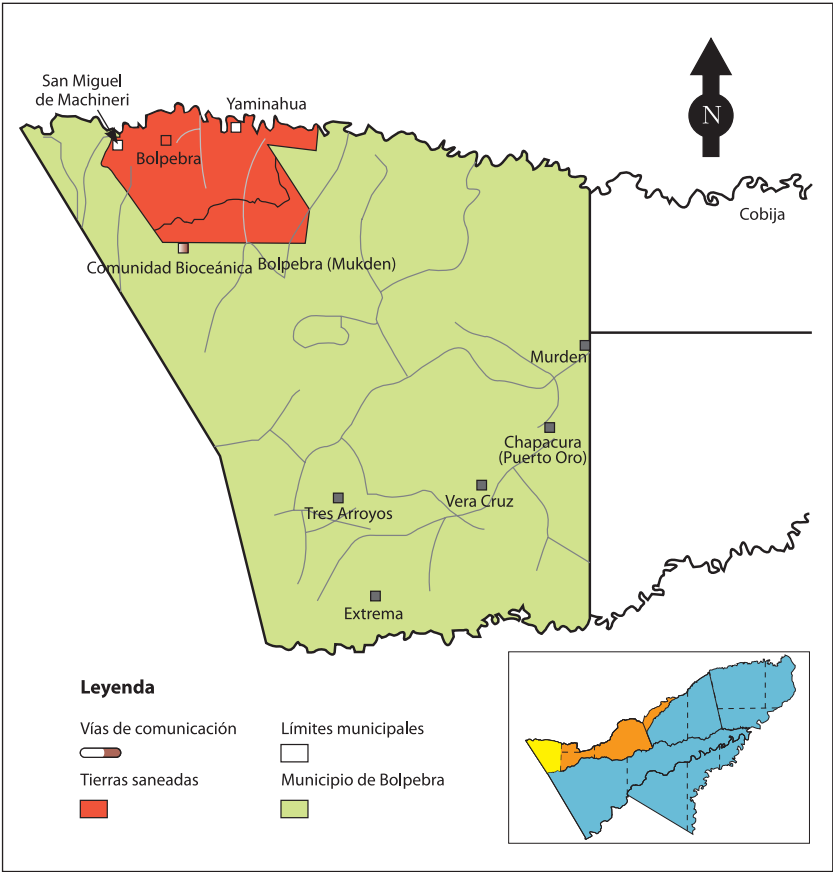 San Miguel
de Machineri
Yaminahua
N
Bolpebra
Cobija
Comunidad Bioceánica
Bolpebra (Mukden)
Murden
Chapacura
(Puerto Oro)
Vera Cruz
Tres Arroyos
Extrema
Leyenda
Vías de comunicación
Límites municipales
Tierras saneadas
Municipio de Bolpebra